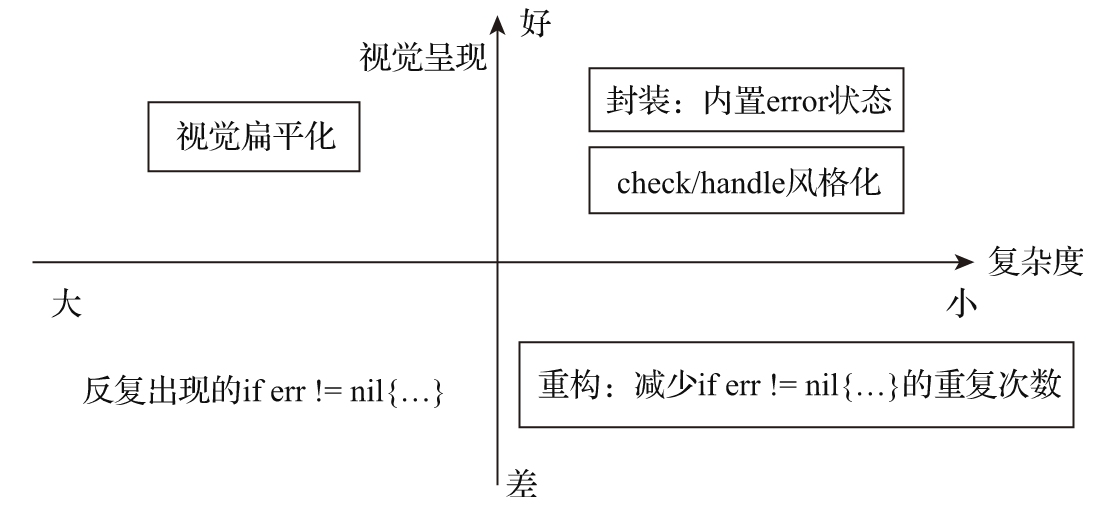 好
视觉呈现
封装：内置error状态
视觉扁平化
check/handle风格化
复杂度
大
小
反复出现的if err != nil{…}
重构：减少if err != nil{…}的重复次数
差